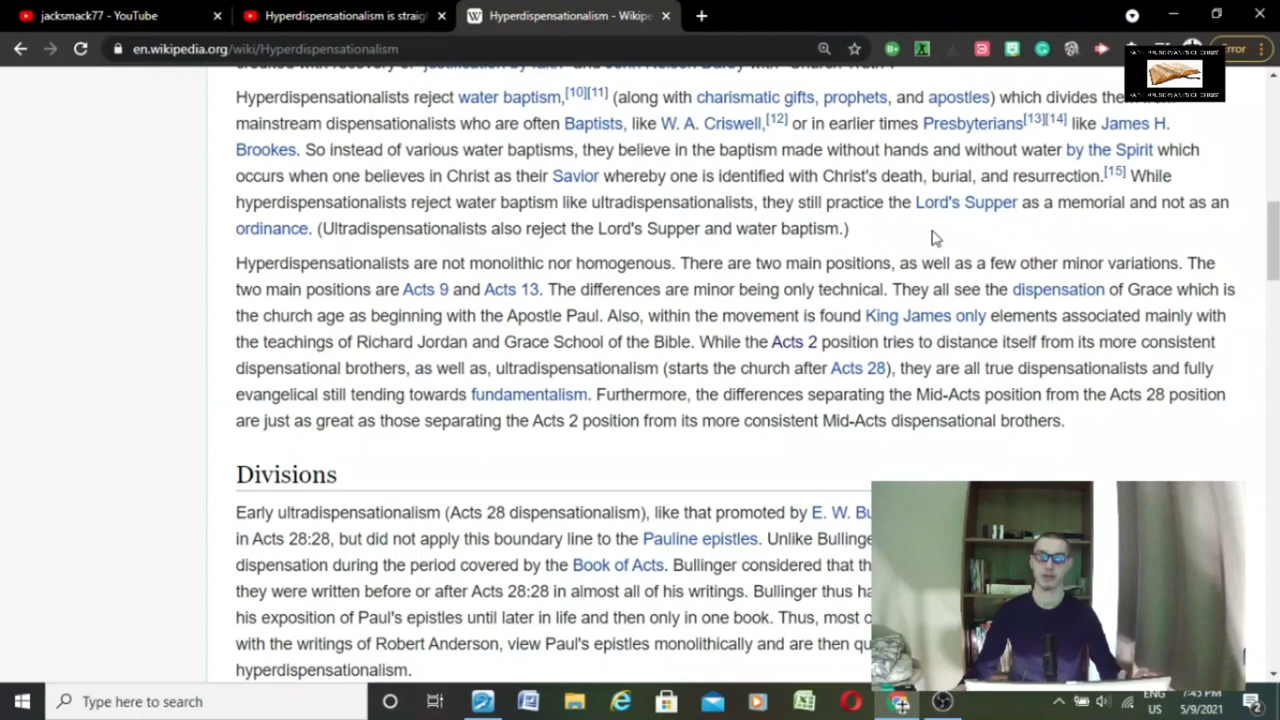 jacksmack77 - YouTube
Hyperdispensationalism is straig
Hyperdispensationalism - Wikipe
en.wikipedia.org/wiki/Hyperdispensationalism
Error
Hyperdispensationalists reject water baptism,[10][11] (along with charismatic gifts, prophets, and apostles) which divides
mainstream dispensationalists who are often Baptists, like W. A. Criswell,[12] or in earlier times Presbyterians[13][14] like James H.
Brookes. So instead of various water baptisms, they believe in the baptism made without hands and without water by the Spirit which
occurs when one believes in Christ as their Savior whereby one is identified with Christ's death, burial, and resurrection.[15] While
hyperdispensationalists reject water baptism like ultradispensationalists, they still practice the Lord's Supper as a memorial and not as an
ordinance. (Ultradispensationalists also reject the Lord's Supper and water baptism.)
Hyperdispensationalists are not monolithic nor homogenous. There are two main positions, as well as a few other minor variations. The
two main positions are Acts 9 and Acts 13. The differences are minor being only technical. They all see the dispensation of Grace which is
the church age as beginning with the Apostle Paul. Also, within the movement is found King James only elements associated mainly with
the teachings of Richard Jordan and Grace School of the Bible. While the Acts 2 position tries to distance itself from its more consistent
dispensational brothers, as well as, ultradispensationalism (starts the church after Acts 28), they are all true dispensationalists and fully
evangelical still tending towards fundamentalism. Furthermore, the differences separating the Mid-Acts position from the Acts 28 position
are just as great as those separating the Acts 2 position from its more consistent Mid-Acts dispensational brothers.
Divisions
Early ultradispensationalism (Acts 28 dispensationalism), like that promoted by E. W. Bu
in Acts 28:28, but did not apply this boundary line to the Pauline epistles. Unlike Bullinge
dispensation during the period covered by the Book of Acts. Bullinger considered that th
they were written before or after Acts 28:28 in almost all of his writings. Bullinger thus ha
his exposition of Paul's epistles until later in life and then only in one book. Thus, most o
with the writings of Robert Anderson, view Paul's epistles monolithically and are then qu
hyperdispensationalism.
Type here to search
ENG
US
7:45 PM
5/9/2021
2